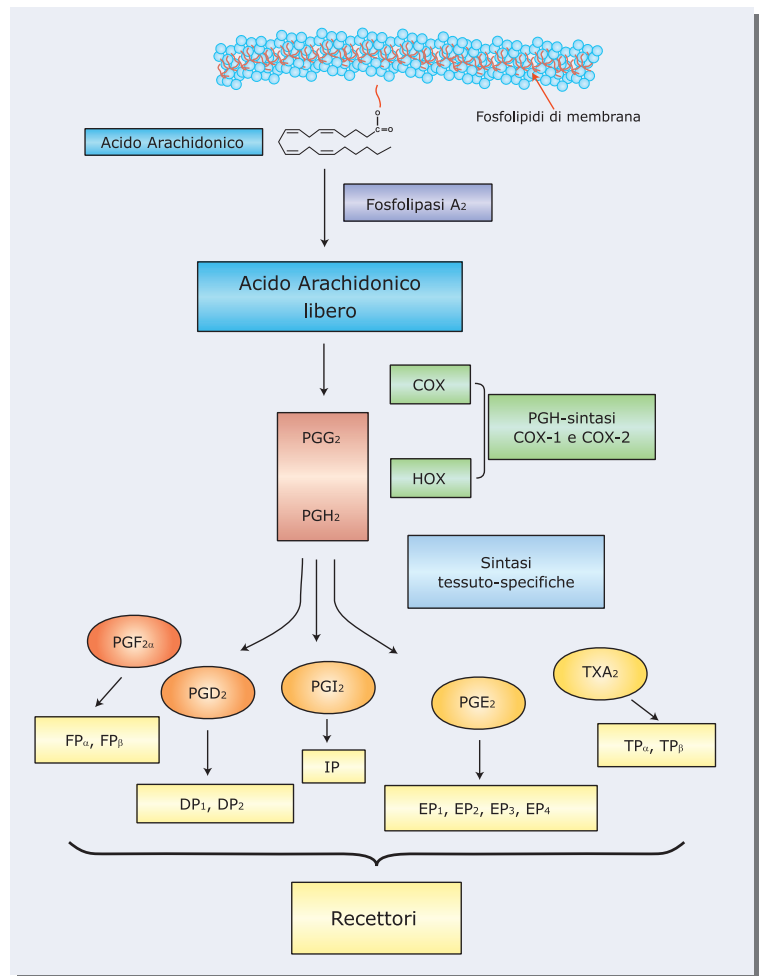 Fosfolipidi di membrana
O
C=O
Acido Arachidonico
Fosfolipasi A₂
Acido Arachidonico
libero
COX
PGH-sintasi
COX-1 e COX-2
PGG₂
HOX
PGH₂
Sintasi
tessuto-specifiche
PGF₂α
PGD₂
PGI₂
PGE₂
TXA₂
FPα, FPβ
IP
TPα, TPβ
DP₁, DP₂
EP₁, EP₂, EP₃, EP₄
Recettori